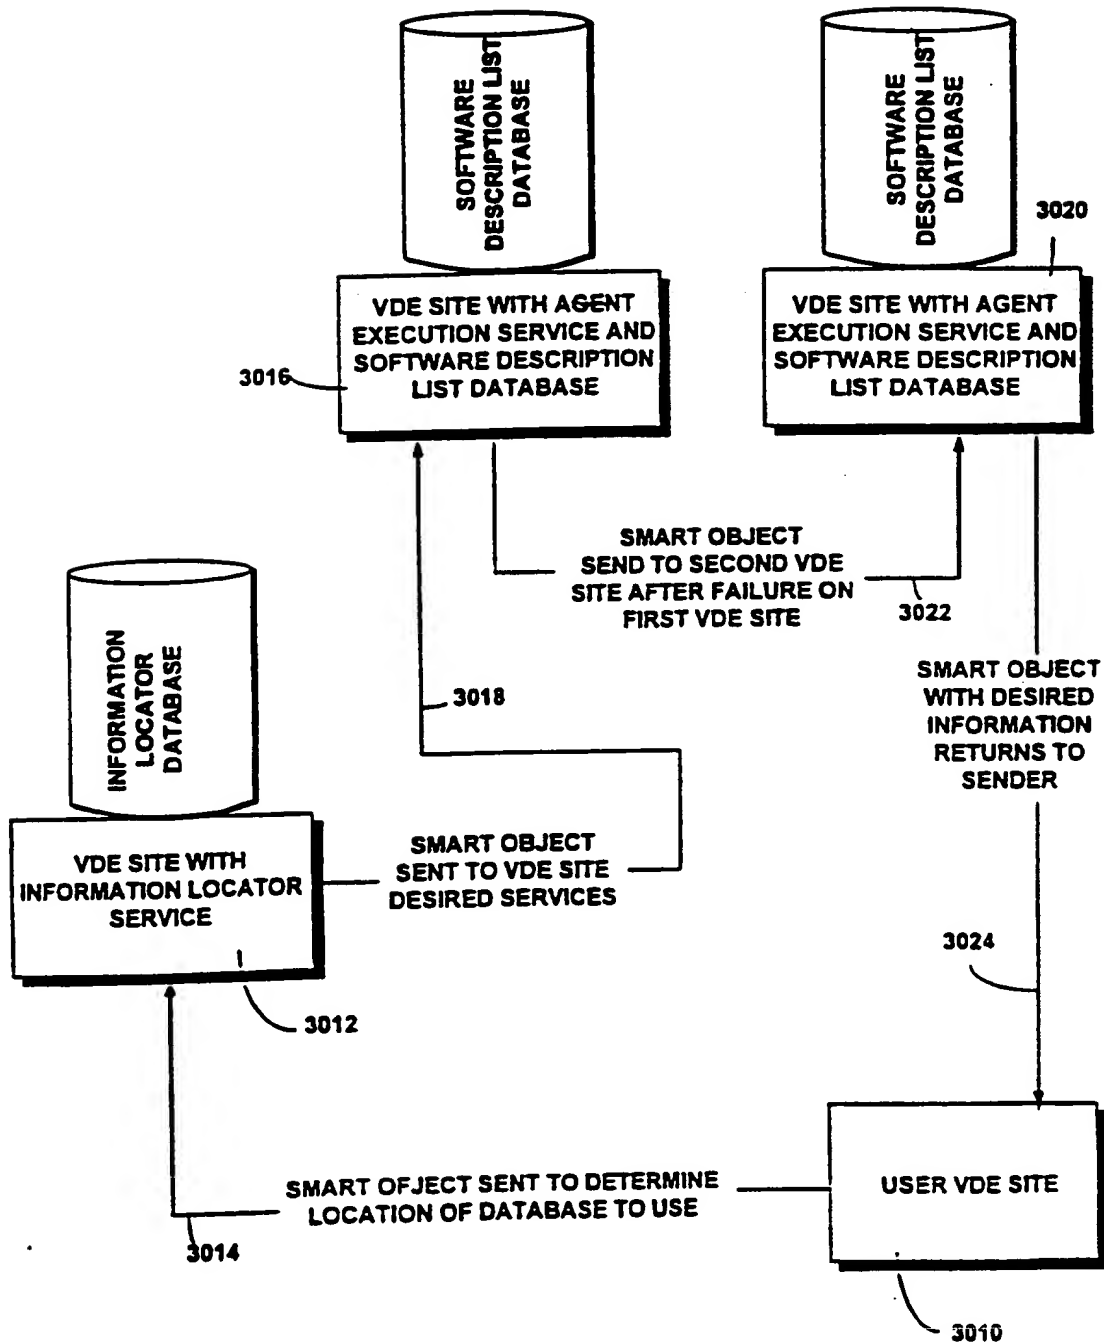 SOFTWARE
DESCRIPTION LIST
DATABASE
SOFTWARE
DESCRIPTION LIST
DATABASE
3020
VDE SITE WITH AGENT
EXECUTION SERVICE AND
SOFTWARE DESCRIPTION
LIST DATABASE
3016
VDE SITE WITH AGENT
EXECUTION SERVICE AND
SOFTWARE DESCRIPTION
LIST DATABASE
SMART OBJECT
SEND TO SECOND VDE
SITE AFTER FAILURE ON
FIRST VDE SITE
3022
INFORMATION
LOCATOR
DATABASE
3018
SMART OBJECT
WITH DESIRED
INFORMATION
RETURNS TO
SENDER
VDE SITE WITH
INFORMATION LOCATOR
SERVICE
SMART OBJECT
SENT TO VDE SITE
DESIRED SERVICES
3024
3012
SMART OFJECT SENT TO DETERMINE
LOCATION OF DATABASE TO USE
3014
USER VDE SITE
3010